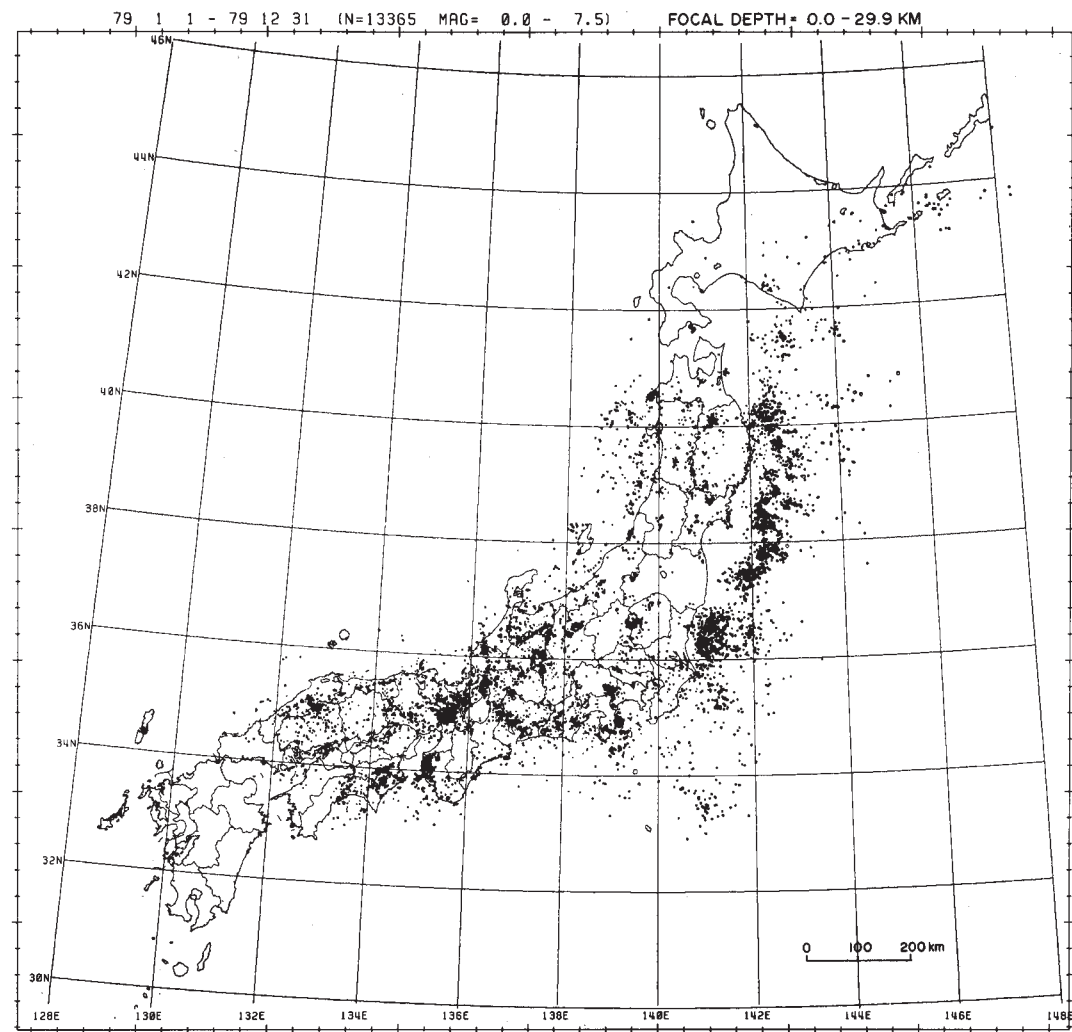 79 1 1 - 79 12 31 (N=13365 MAG= 0.0 - 7.5) FOCAL DEPTH= 0.0 - 29.9 KM
46N
44N
42N
40N
38N
36N
34N
32N
30N
0 100 200 km
128E 130E 132E 134E 136E 138E 140E 142E 144E 146E 148E